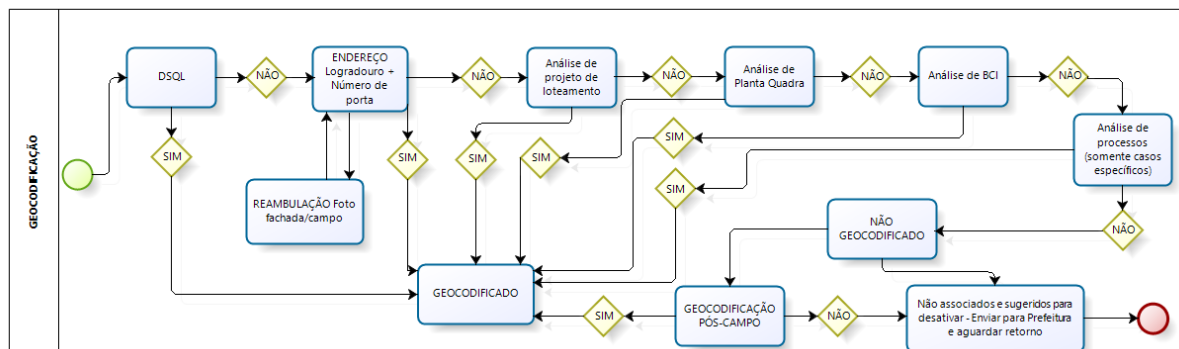 GEOCODIFICAÇÃO
DSQL
NÃO
ENDEREÇO
Logradouro +
Número de
porta
NÃO
Análise de
projeto de
loteamento
NÃO
Análise de
Planta Quadra
NÃO
Análise de BCI
NÃO
SIM
SIM
SIM
SIM
SIM
SIM
Análise de
processos
(somente casos
específicos)
REAMBULAÇÃO Foto
fachada/campo
NÃO
GEOCODIFICADO
NÃO
GEOCODIFICADO
SIM
GEOCODIFICAÇÃO
PÓS-CAMPO
NÃO
Não associados e sugeridos para
desativar - Enviar para Prefeitura
e aguardar retorno